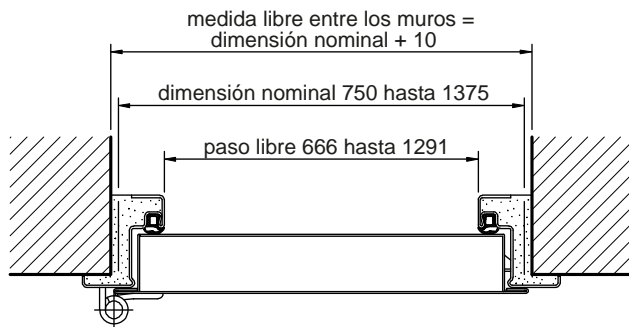 medida libre entre los muros =
dimensión nominal + 10
dimensión nominal 750 hasta 1375
paso libre 666 hasta 1291